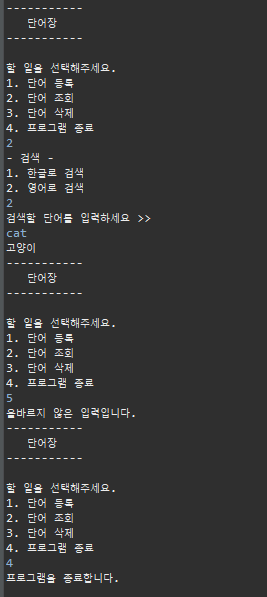 -----------
단어장
-----------
할 일을 선택해주세요.
1. 단어 등록
2. 단어 조회
3. 단어 삭제
4. 프로그램 종료
2
- 검색 -
1. 한글로 검색
2. 영어로 검색
2
검색할 단어를 입력하세요 >>
cat
고양이
-----------
단어장
-----------
할 일을 선택해주세요.
1. 단어 등록
2. 단어 조회
3. 단어 삭제
4. 프로그램 종료
5
올바르지 않은 입력입니다.
-----------
단어장
-----------
할 일을 선택해주세요.
1. 단어 등록
2. 단어 조회
3. 단어 삭제
4. 프로그램 종료
4
프로그램을 종료합니다.